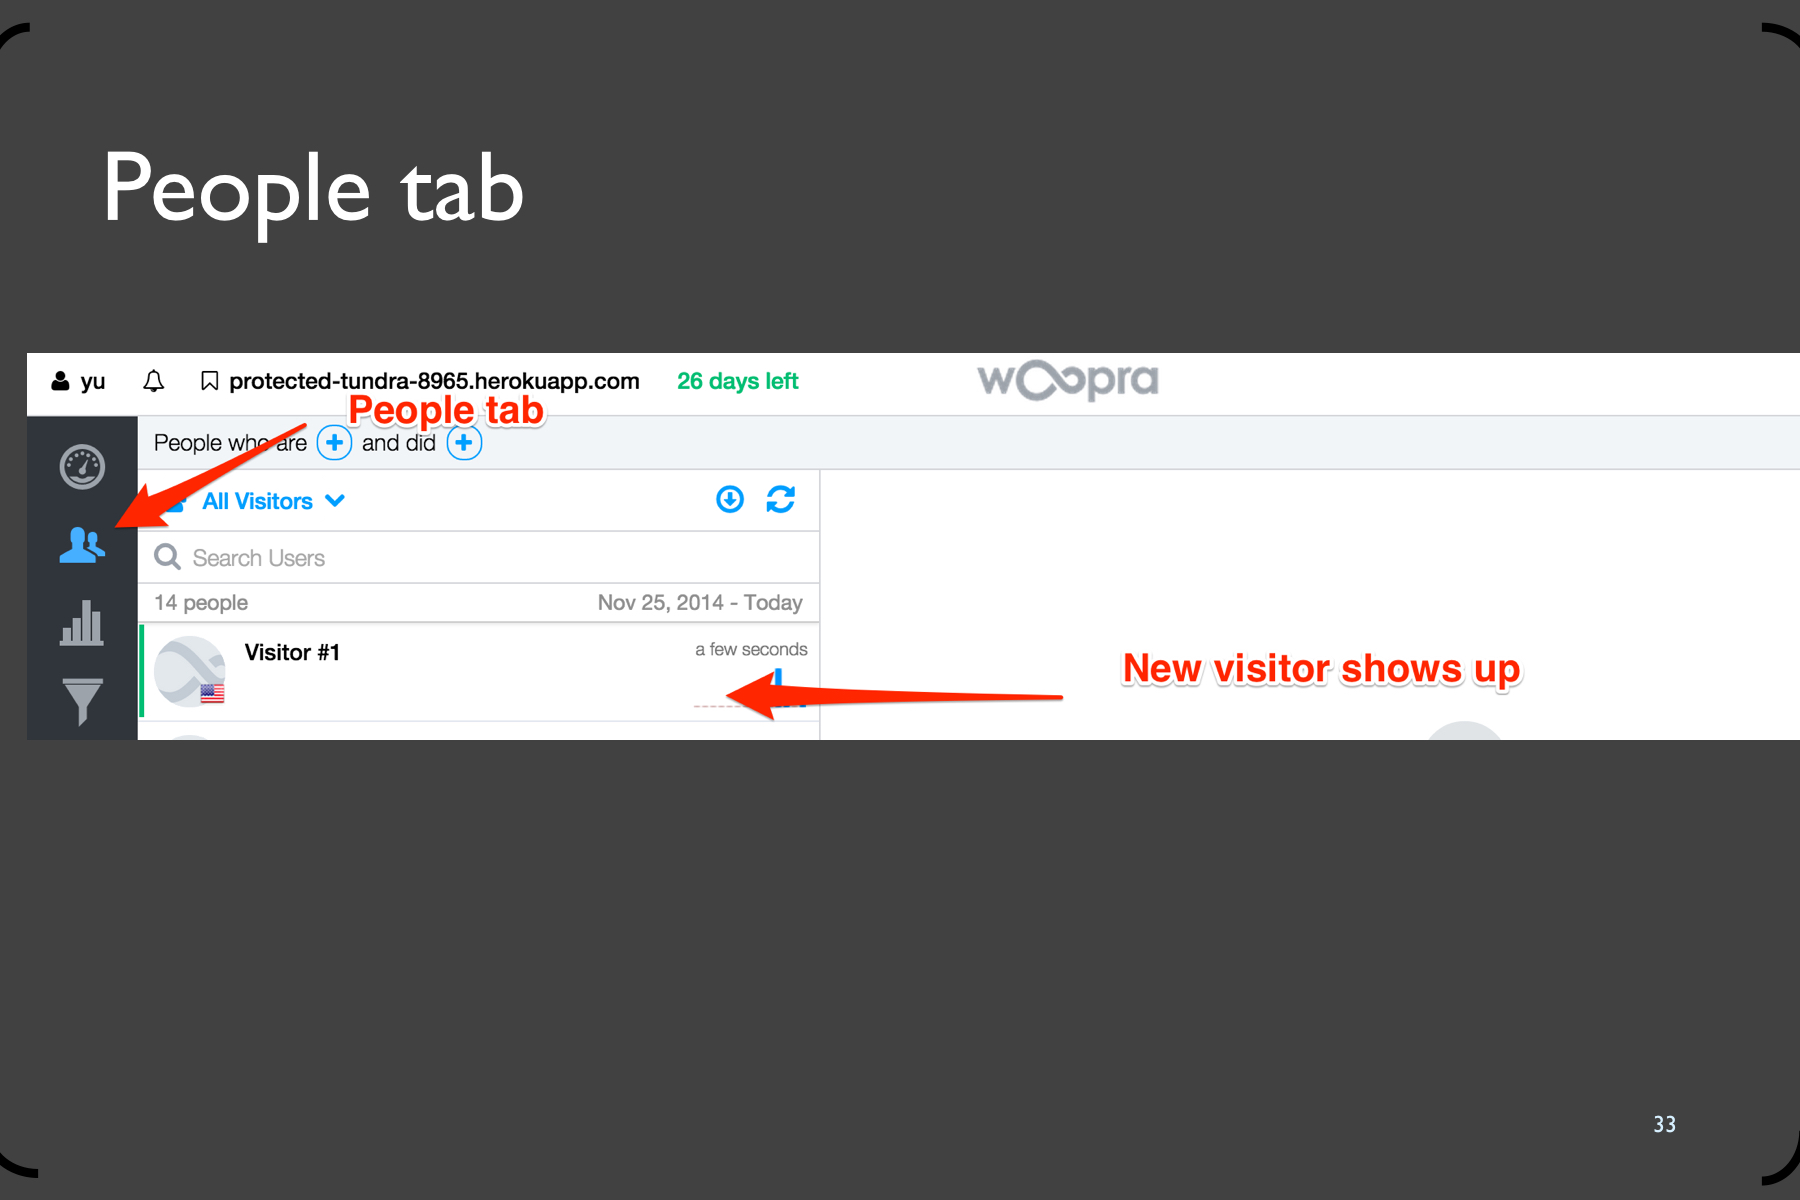 People tab
yu protected-tundra-8965.herokuapp.com 26 days left woopra
People tab
People who are and did
All Visitors
Search Users
14 people Nov 25, 2014 - Today
Visitor #1 a few seconds
New visitor shows up
33